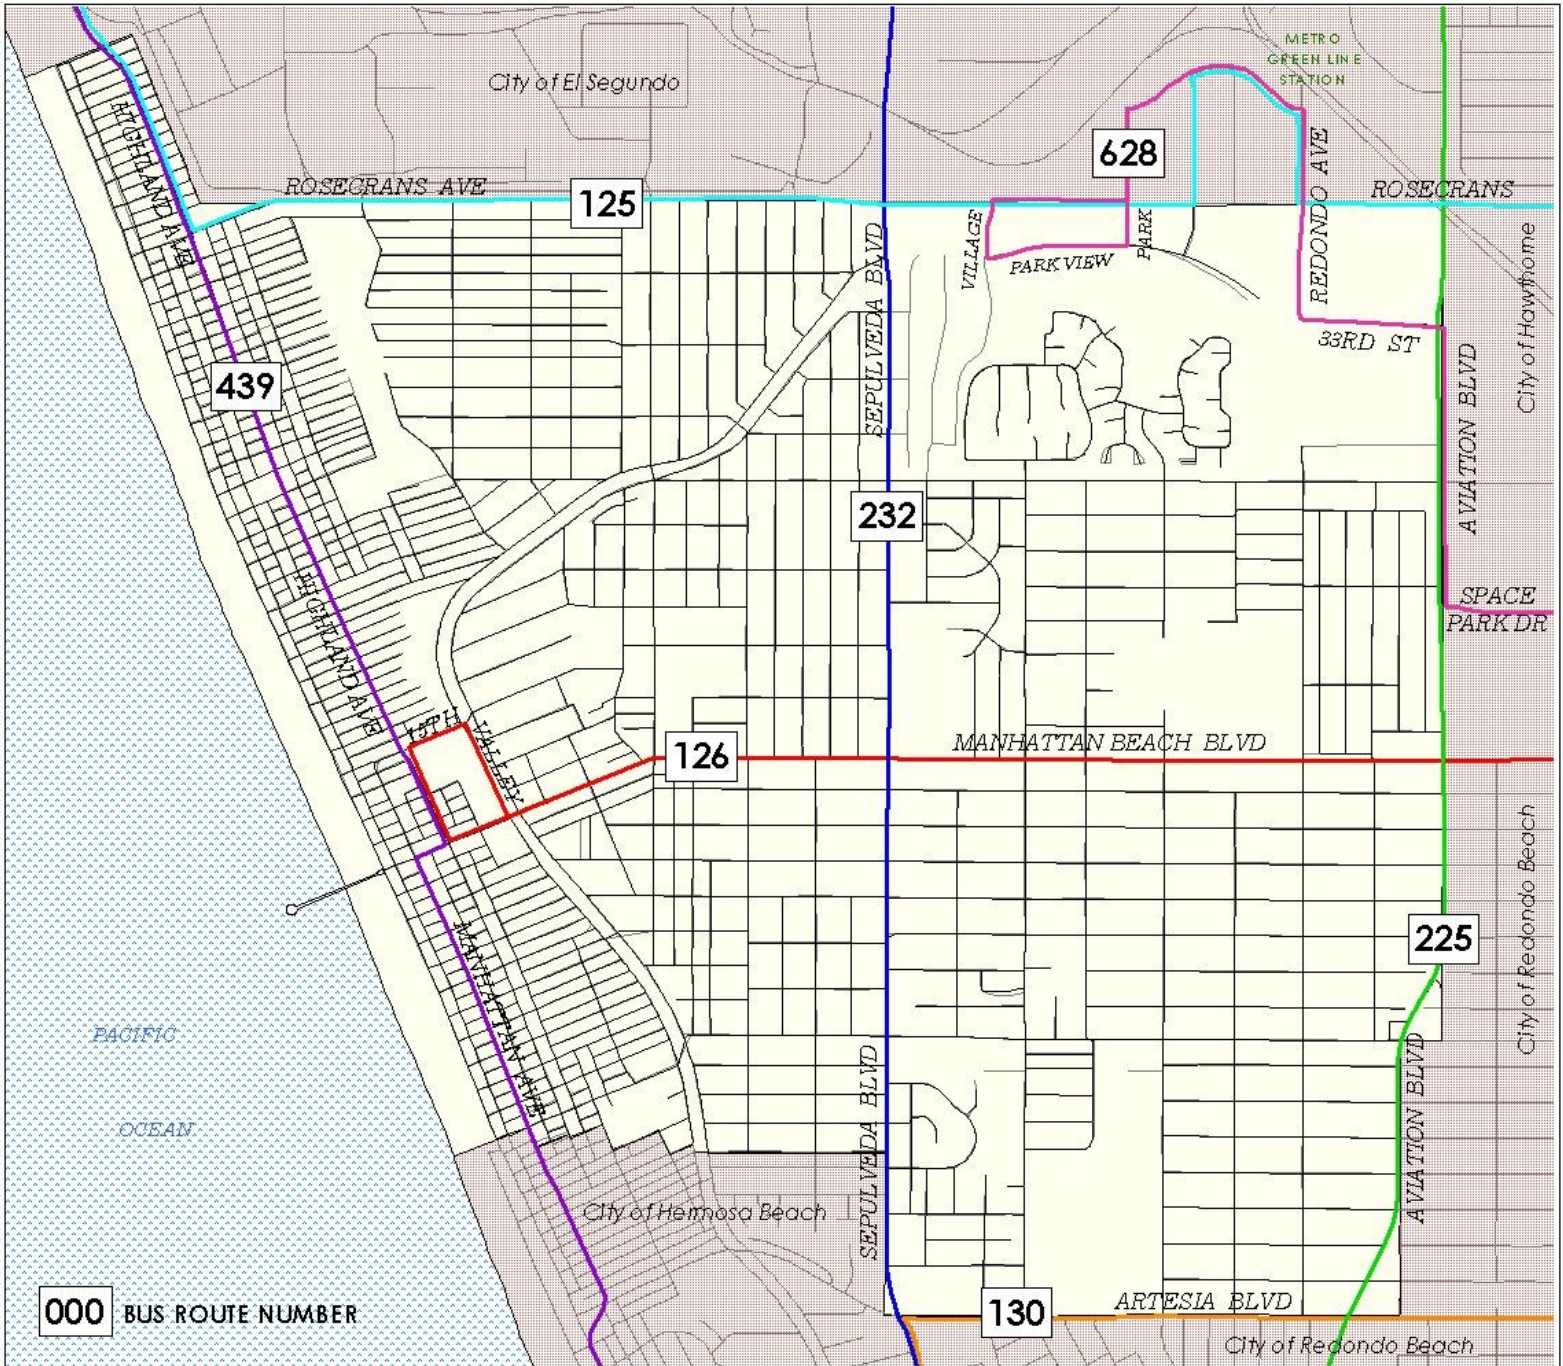 METRO
GREEN LINE
STATION
City of El Segundo
HIGHLAND AVE
628
REDONDO AVE
ROSECRANS AVE
125
ROSECRANS
SEPULVEDA BLVD
VILLAGE
PARK VIEW
PARK
City of Hawthorne
33RD ST
439
AVIATION BLVD
232
HIGHLAND AVE
SPACE
PARK DR
15TH
VALLEY
126
MANHATTAN BEACH BLVD
City of Redondo Beach
225
MANHATTAN AVE
PACIFIC
OCEAN
SEPULVEDA BLVD
AVIATION BLVD
City of Hermosa Beach
000 BUS ROUTE NUMBER
130
ARTESIA BLVD
City of Redondo Beach